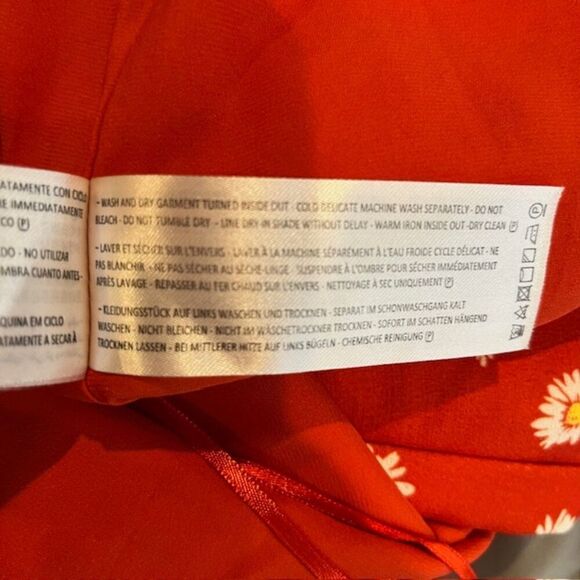 ATAMENTE CON CICLO
E IMMEDIATAMENTE
CO Ⓟ
DO - NO UTILIZAR
MBRA CUANTO ANTES -
QUINA EM CICLO
ATAMENTE A SECAR À
- WASH AND DRY GARMENT TURNED INSIDE OUT - COLD DELICATE MACHINE WASH SEPARATELY - DO NOT
BLEACH - DO NOT TUMBLE DRY - LINE DRY IN SHADE WITHOUT DELAY - WARM IRON INSIDE OUT-DRY CLEAN Ⓟ
- LAVER ET SÉCHER SUR L'ENVERS - LAVER À LA MACHINE SÉPARÉMENT À L'EAU FROIDE CYCLE DÉLICAT - NE
PAS BLANCHIR - NE PAS SÉCHER AU SÈCHE-LINGE - SUSPENDRE À L'OMBRE POUR SÉCHER IMMÉDIATEMENT
APRÈS LAVAGE - REPASSER AU FER CHAUD SUR L'ENVERS - NETTOYAGE À SEC UNIQUEMENT Ⓟ
- KLEIDUNGSSTÜCK AUF LINKS WASCHEN UND TROCKNEN - SEPARAT IM SCHONWASCHGANG KALT
WASCHEN - NICHT BLEICHEN - NICHT IM WÄSCHETROCKNER TROCKNEN - SOFORT IM SCHATTEN HÄNGEND
TROCKNEN LASSEN - BEI MITTLERER HITZE AUF LINKS BÜGELN - CHEMISCHE REINIGUNG Ⓟ